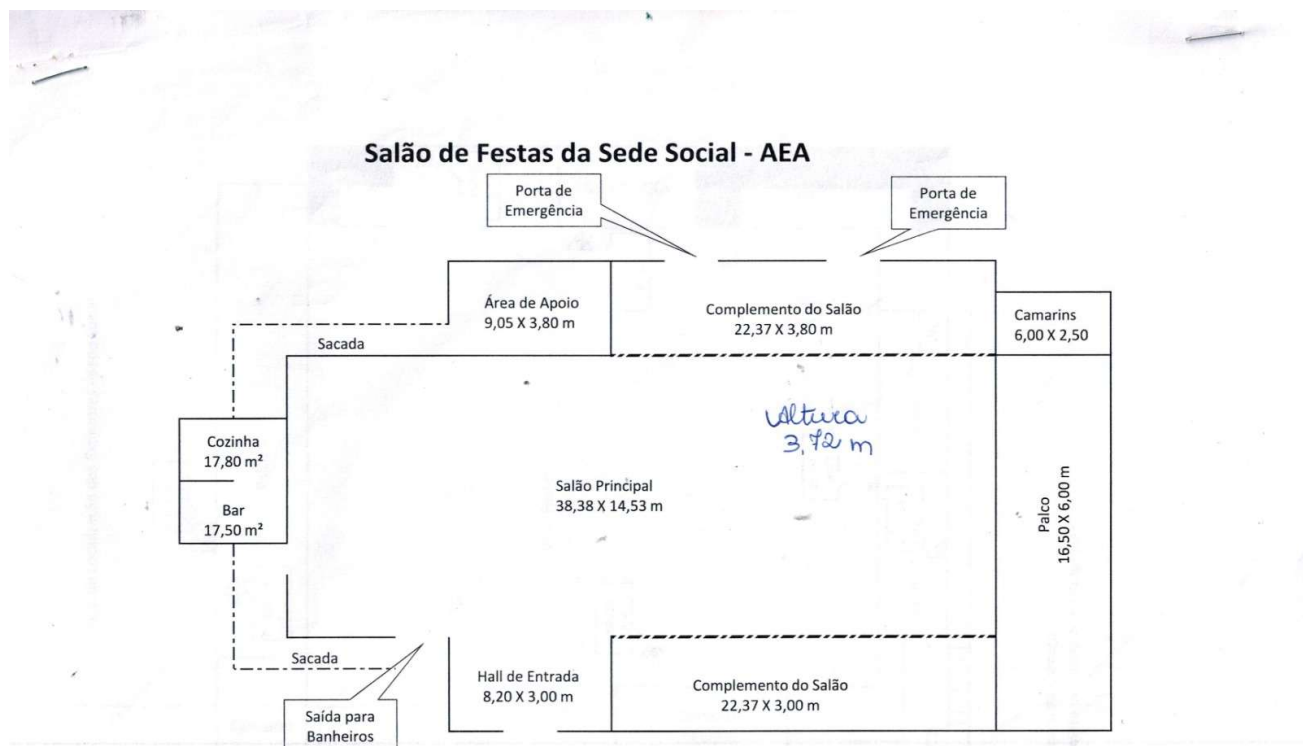 Salão de Festas da Sede Social - AEA
Porta de
Emergência
Porta de
Emergência
Área de Apoio
9,05 X 3,80 m
Complemento do Salão
22,37 X 3,80 m
Camarins
6,00 X 2,50
Sacada
Altura
3,72 m
Cozinha
17,80 m²
Bar
17,50 m²
Salão Principal
38,38 X 14,53 m
Palco
16,50 X 6,00 m
Sacada
Hall de Entrada
8,20 X 3,00 m
Complemento do Salão
22,37 X 3,00 m
Saída para
Banheiros